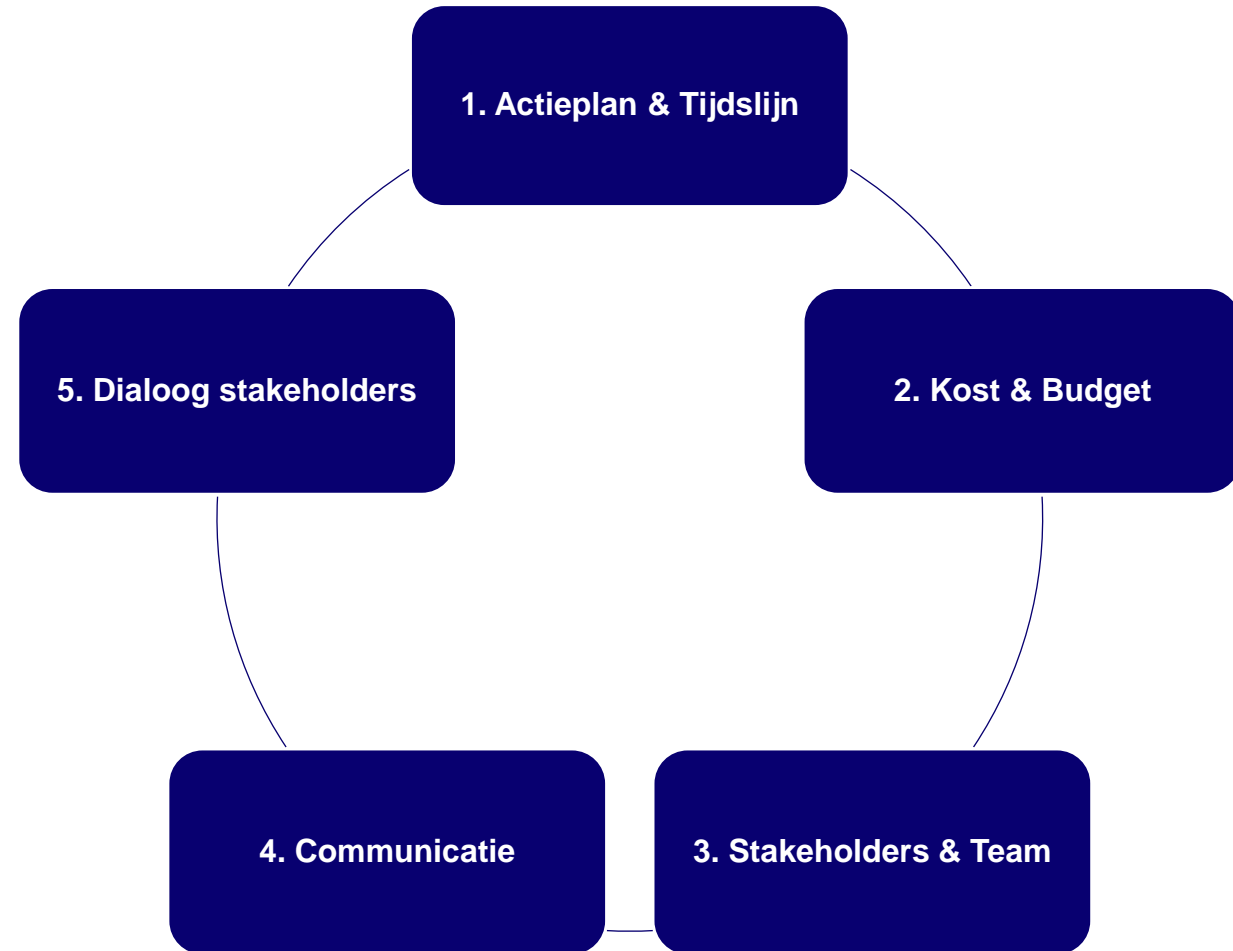 1. Actieplan & Tijdslijn
2. Kost & Budget
3. Stakeholders & Team
4. Communicatie
5. Dialoog stakeholders